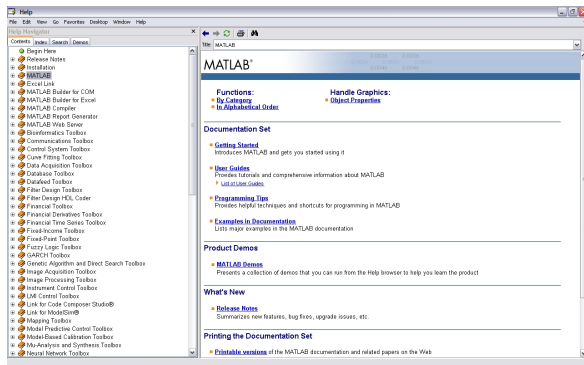 Help
File Edit View Go Favorites Desktop Window Help
Help Navigator
Contents Index Search Demos
Begin Here
Release Notes
Installation
MATLAB
Excel Link
MATLAB Builder for COM
MATLAB Builder for Excel
MATLAB Compiler
MATLAB Report Generator
MATLAB Web Server
Bioinformatics Toolbox
Communications Toolbox
Control System Toolbox
Curve Fitting Toolbox
Data Acquisition Toolbox
Database Toolbox
Datafeed Toolbox
Filter Design Toolbox
Filter Design HDL Coder
Financial Toolbox
Financial Derivatives Toolbox
Financial Time Series Toolbox
Fixed-Income Toolbox
Fixed-Point Toolbox
Fuzzy Logic Toolbox
GARCH Toolbox
Genetic Algorithm and Direct Search Toolbox
Image Acquisition Toolbox
Image Processing Toolbox
Instrument Control Toolbox
LMI Control Toolbox
Link for Code Composer Studio®
Link for ModelSim®
Mapping Toolbox
Model Predictive Control Toolbox
Model-Based Calibration Toolbox
Mu-Analysis and Synthesis Toolbox
Neural Network Toolbox
Title: MATLAB
MATLAB®
Functions: Handle Graphics:
By Category Object Properties
In Alphabetical Order
Documentation Set
Getting Started
Introduces MATLAB and gets you started using it
User Guides
Provides tutorials and comprehensive information about MATLAB
List of User Guides
Programming Tips
Provides helpful techniques and shortcuts for programming in MATLAB
Examples in Documentation
Lists major examples in the MATLAB documentation
Product Demos
MATLAB Demos
Presents a collection of demos that you can run from the Help browser to help you learn the product
What's New
Release Notes
Summarizes new features, bug fixes, upgrade issues, etc.
Printing the Documentation Set
Printable versions of the MATLAB documentation and related papers on the Web